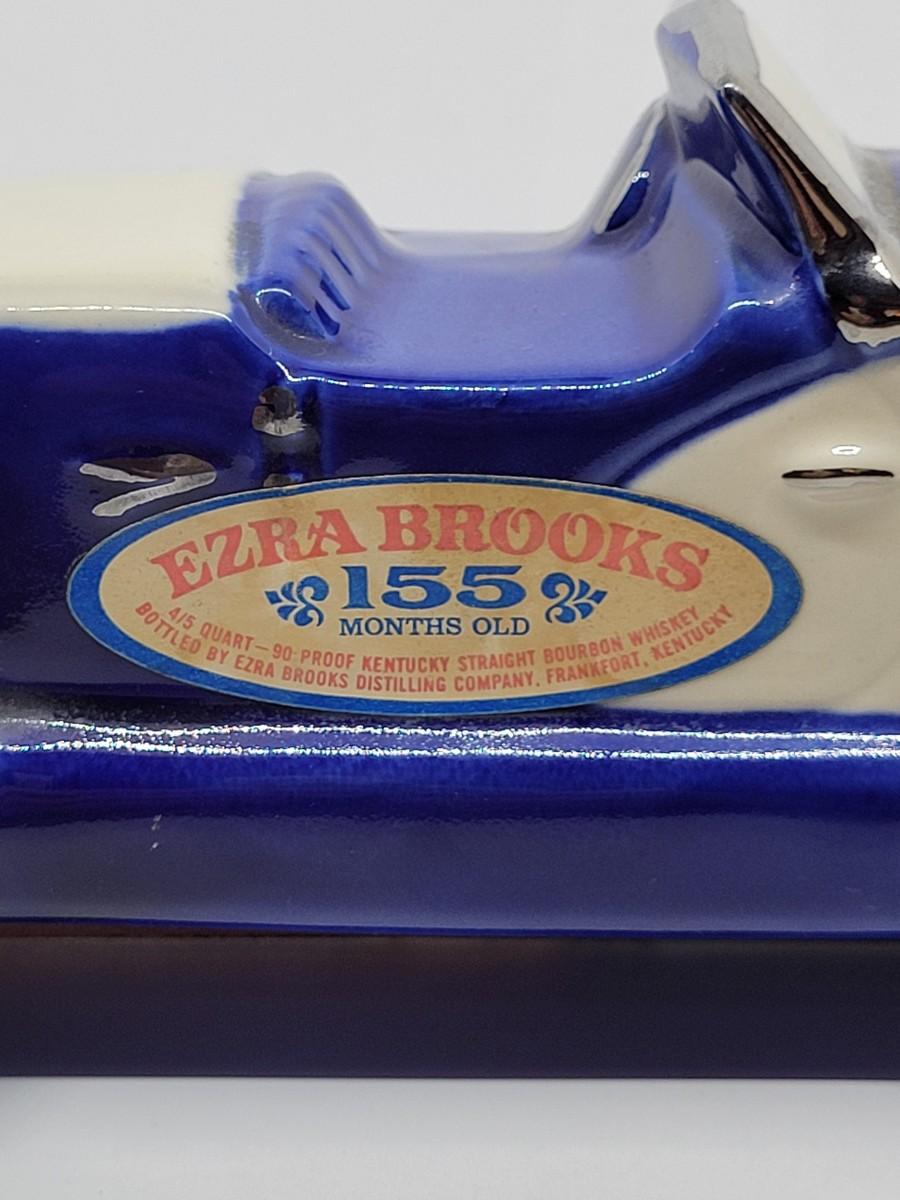 EZRA BROOKS
155
MONTHS OLD
4/5 QUART—90 PROOF KENTUCKY STRAIGHT BOURBON WHISKEY
BOTTLED BY EZRA BROOKS DISTILLING COMPANY. FRANKFORT, KENTUCKY